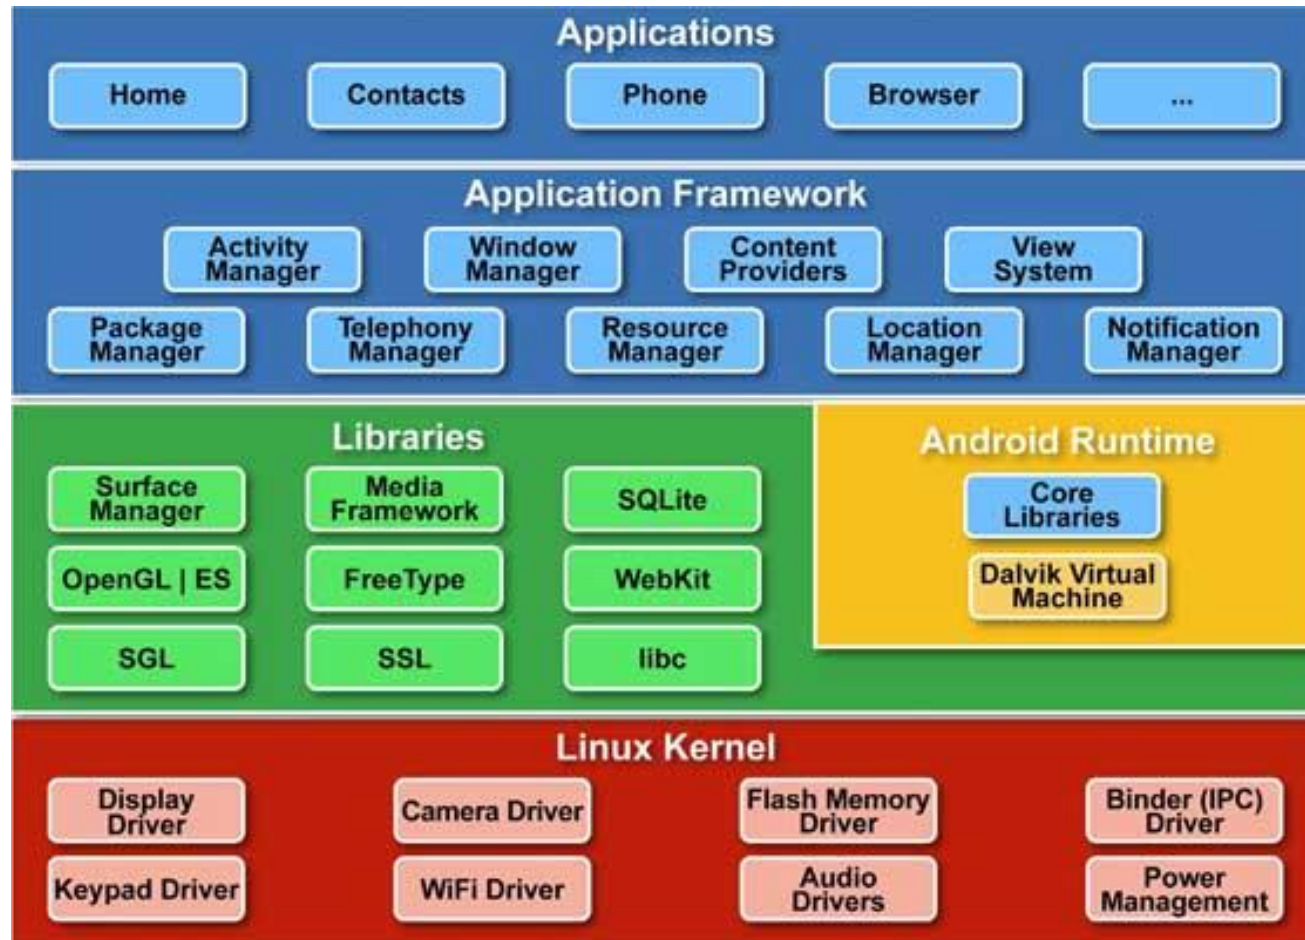 Applications
Home
Contacts
Phone
Browser
...
Application Framework
Activity
Manager
Window
Manager
Content
Providers
View
System
Package
Manager
Telephony
Manager
Resource
Manager
Location
Manager
Notification
Manager
Libraries
Surface
Manager
Media
Framework
SQLite
OpenGL | ES
FreeType
WebKit
SGL
SSL
libc
Android Runtime
Core
Libraries
Dalvik Virtual
Machine
Linux Kernel
Display
Driver
Camera Driver
Flash Memory
Driver
Binder (IPC)
Driver
Keypad Driver
WiFi Driver
Audio
Drivers
Power
Management